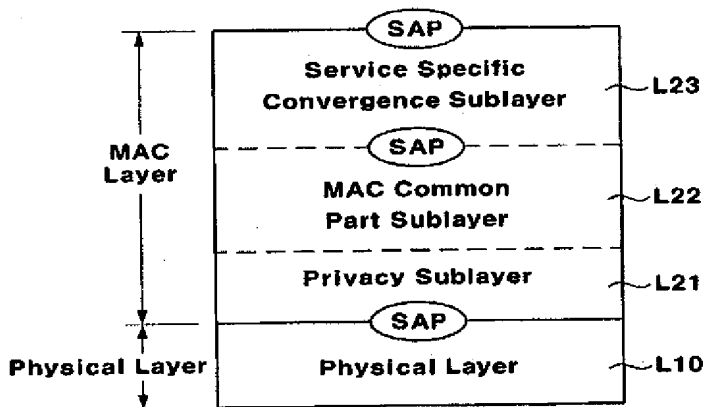 SAP
Service Specific
Convergence Sublayer
L23
SAP
MAC
Layer
MAC Common
Part Sublayer
L22
Privacy Sublayer
L21
SAP
Physical Layer
Physical Layer
L10